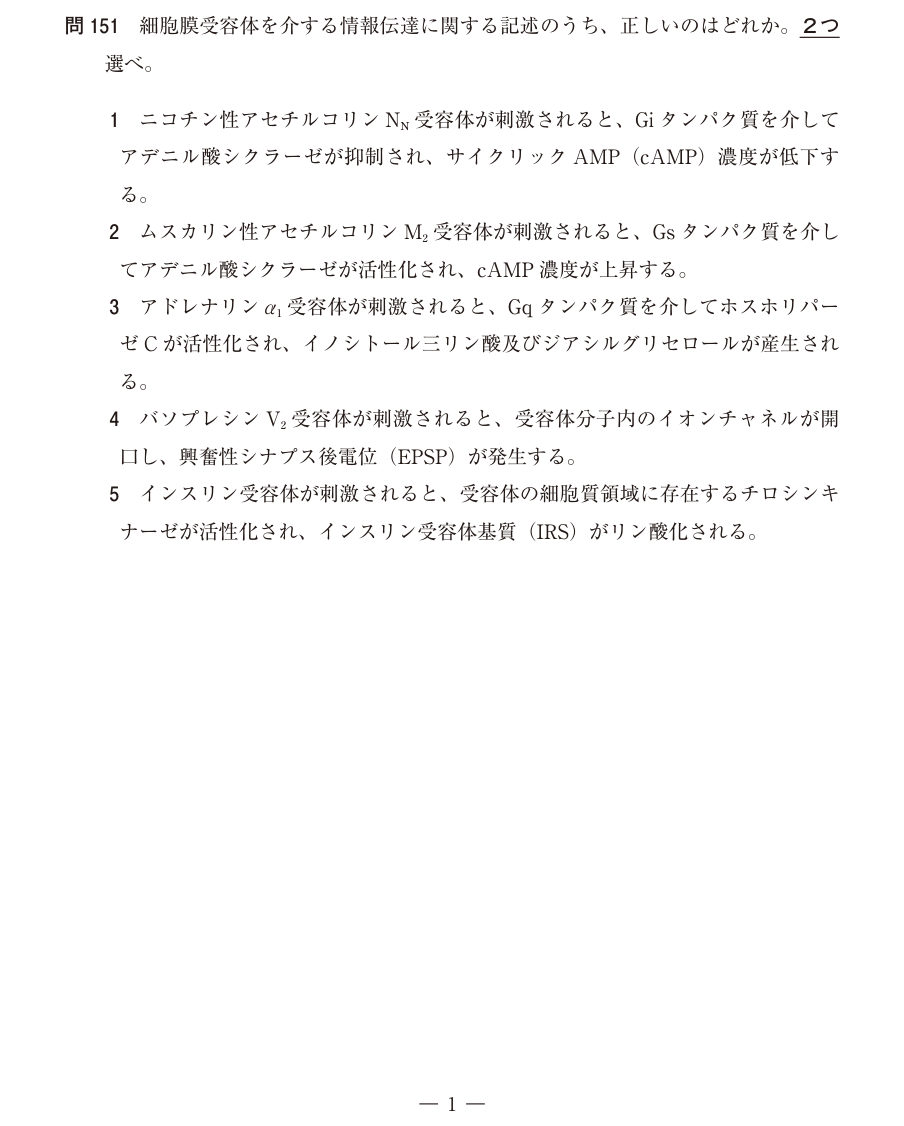 問 151　細胞膜受容体を介する情報伝達に関する記述のうち、正しいのはどれか。２つ
選べ。
1　ニコチン性アセチルコリン NN 受容体が刺激されると、Gi タンパク質を介して
アデニル酸シクラーゼが抑制され、サイクリック AMP（cAMP）濃度が低下す
る。
2　ムスカリン性アセチルコリン M2 受容体が刺激されると、Gs タンパク質を介し
てアデニル酸シクラーゼが活性化され、cAMP 濃度が上昇する。
3　アドレナリン α1 受容体が刺激されると、Gq タンパク質を介してホスホリパー
ゼ C が活性化され、イノシトール三リン酸及びジアシルグリセロールが産生され
る。
4　バソプレシン V2 受容体が刺激されると、受容体分子内のイオンチャネルが開
口し、興奮性シナプス後電位（EPSP）が発生する。
5　インスリン受容体が刺激されると、受容体の細胞質領域に存在するチロシンキ
ナーゼが活性化され、インスリン受容体基質（IRS）がリン酸化される。
― 1 ―